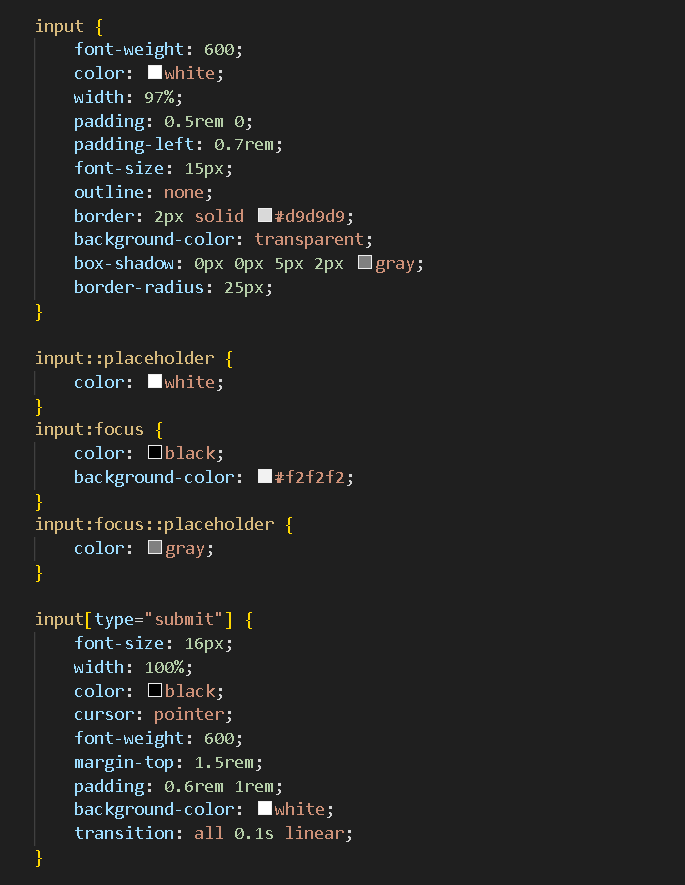 input {
    font-weight: 600;
    color: white;
    width: 97%;
    padding: 0.5rem 0;
    padding-left: 0.7rem;
    font-size: 15px;
    outline: none;
    border: 2px solid #d9d9d9;
    background-color: transparent;
    box-shadow: 0px 0px 5px 2px gray;
    border-radius: 25px;
}

input::placeholder {
    color: white;
}
input:focus {
    color: black;
    background-color: #f2f2f2;
}
input:focus::placeholder {
    color: gray;
}

input[type="submit"] {
    font-size: 16px;
    width: 100%;
    color: black;
    cursor: pointer;
    font-weight: 600;
    margin-top: 1.5rem;
    padding: 0.6rem 1rem;
    background-color: white;
    transition: all 0.1s linear;
}